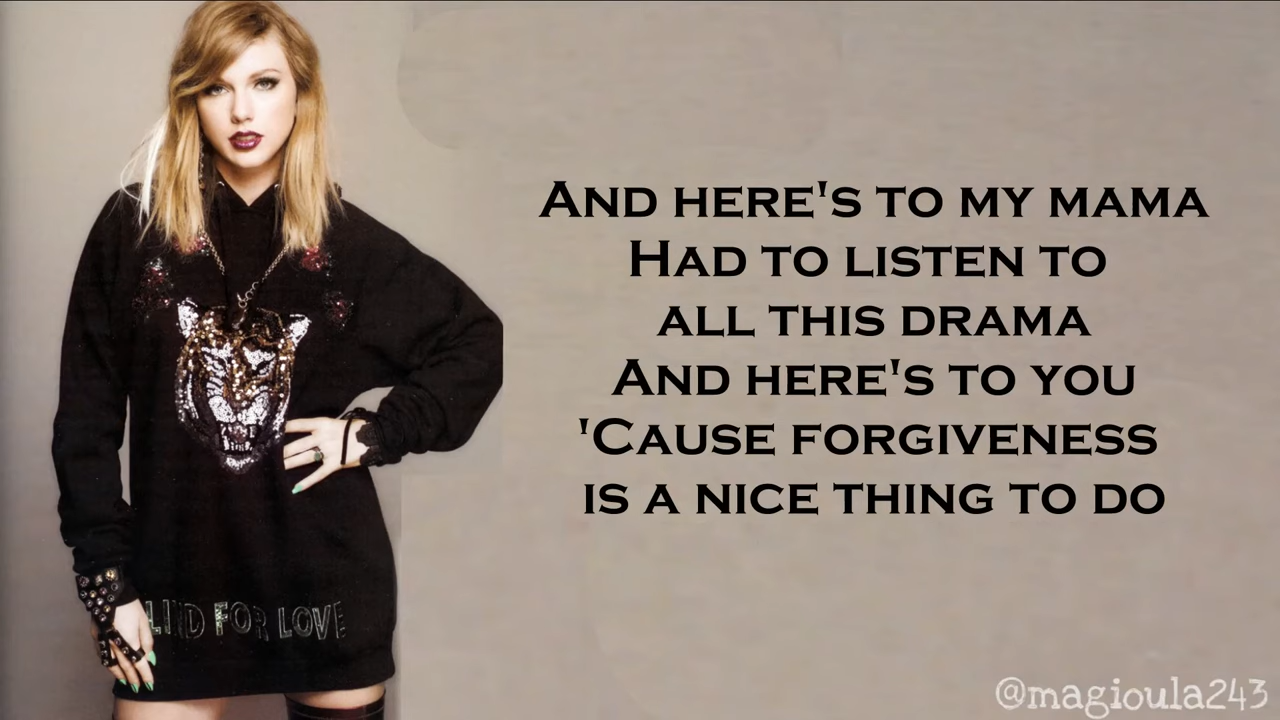 And here's to my mama
Had to listen to
all this drama
And here's to you
'Cause forgiveness
is a nice thing to do
LIND FOR LOVE
@magioula243